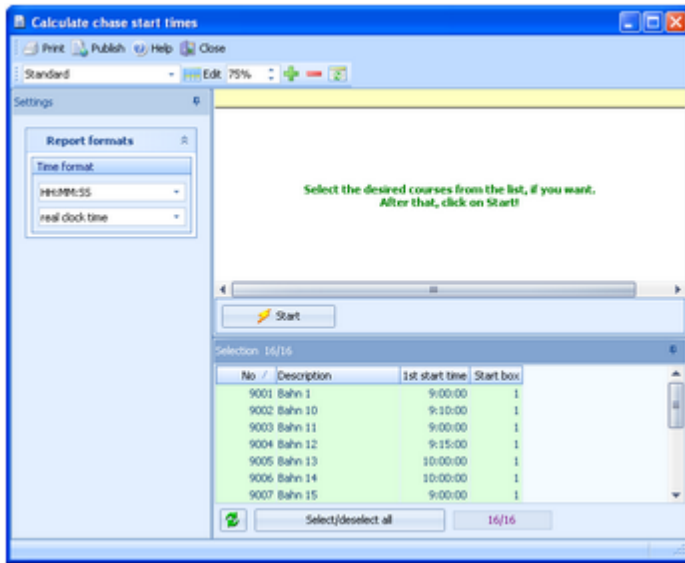 Calculate chase start times
Print Publish Help Close
Standard Edit 75%
Settings
Report formats
Time format
HH:MM:SS
real clock time
Select the desired courses from the list, if you want.
After that, click on Start!
Start
Selection 16/16
No Description 1st start time Start box
9001 Bahn 1 9:00:00 1
9002 Bahn 10 9:10:00 1
9003 Bahn 11 9:00:00 1
9004 Bahn 12 9:15:00 1
9005 Bahn 13 10:00:00 1
9006 Bahn 14 10:00:00 1
9007 Bahn 15 9:00:00 1
Select/deselect all 16/16